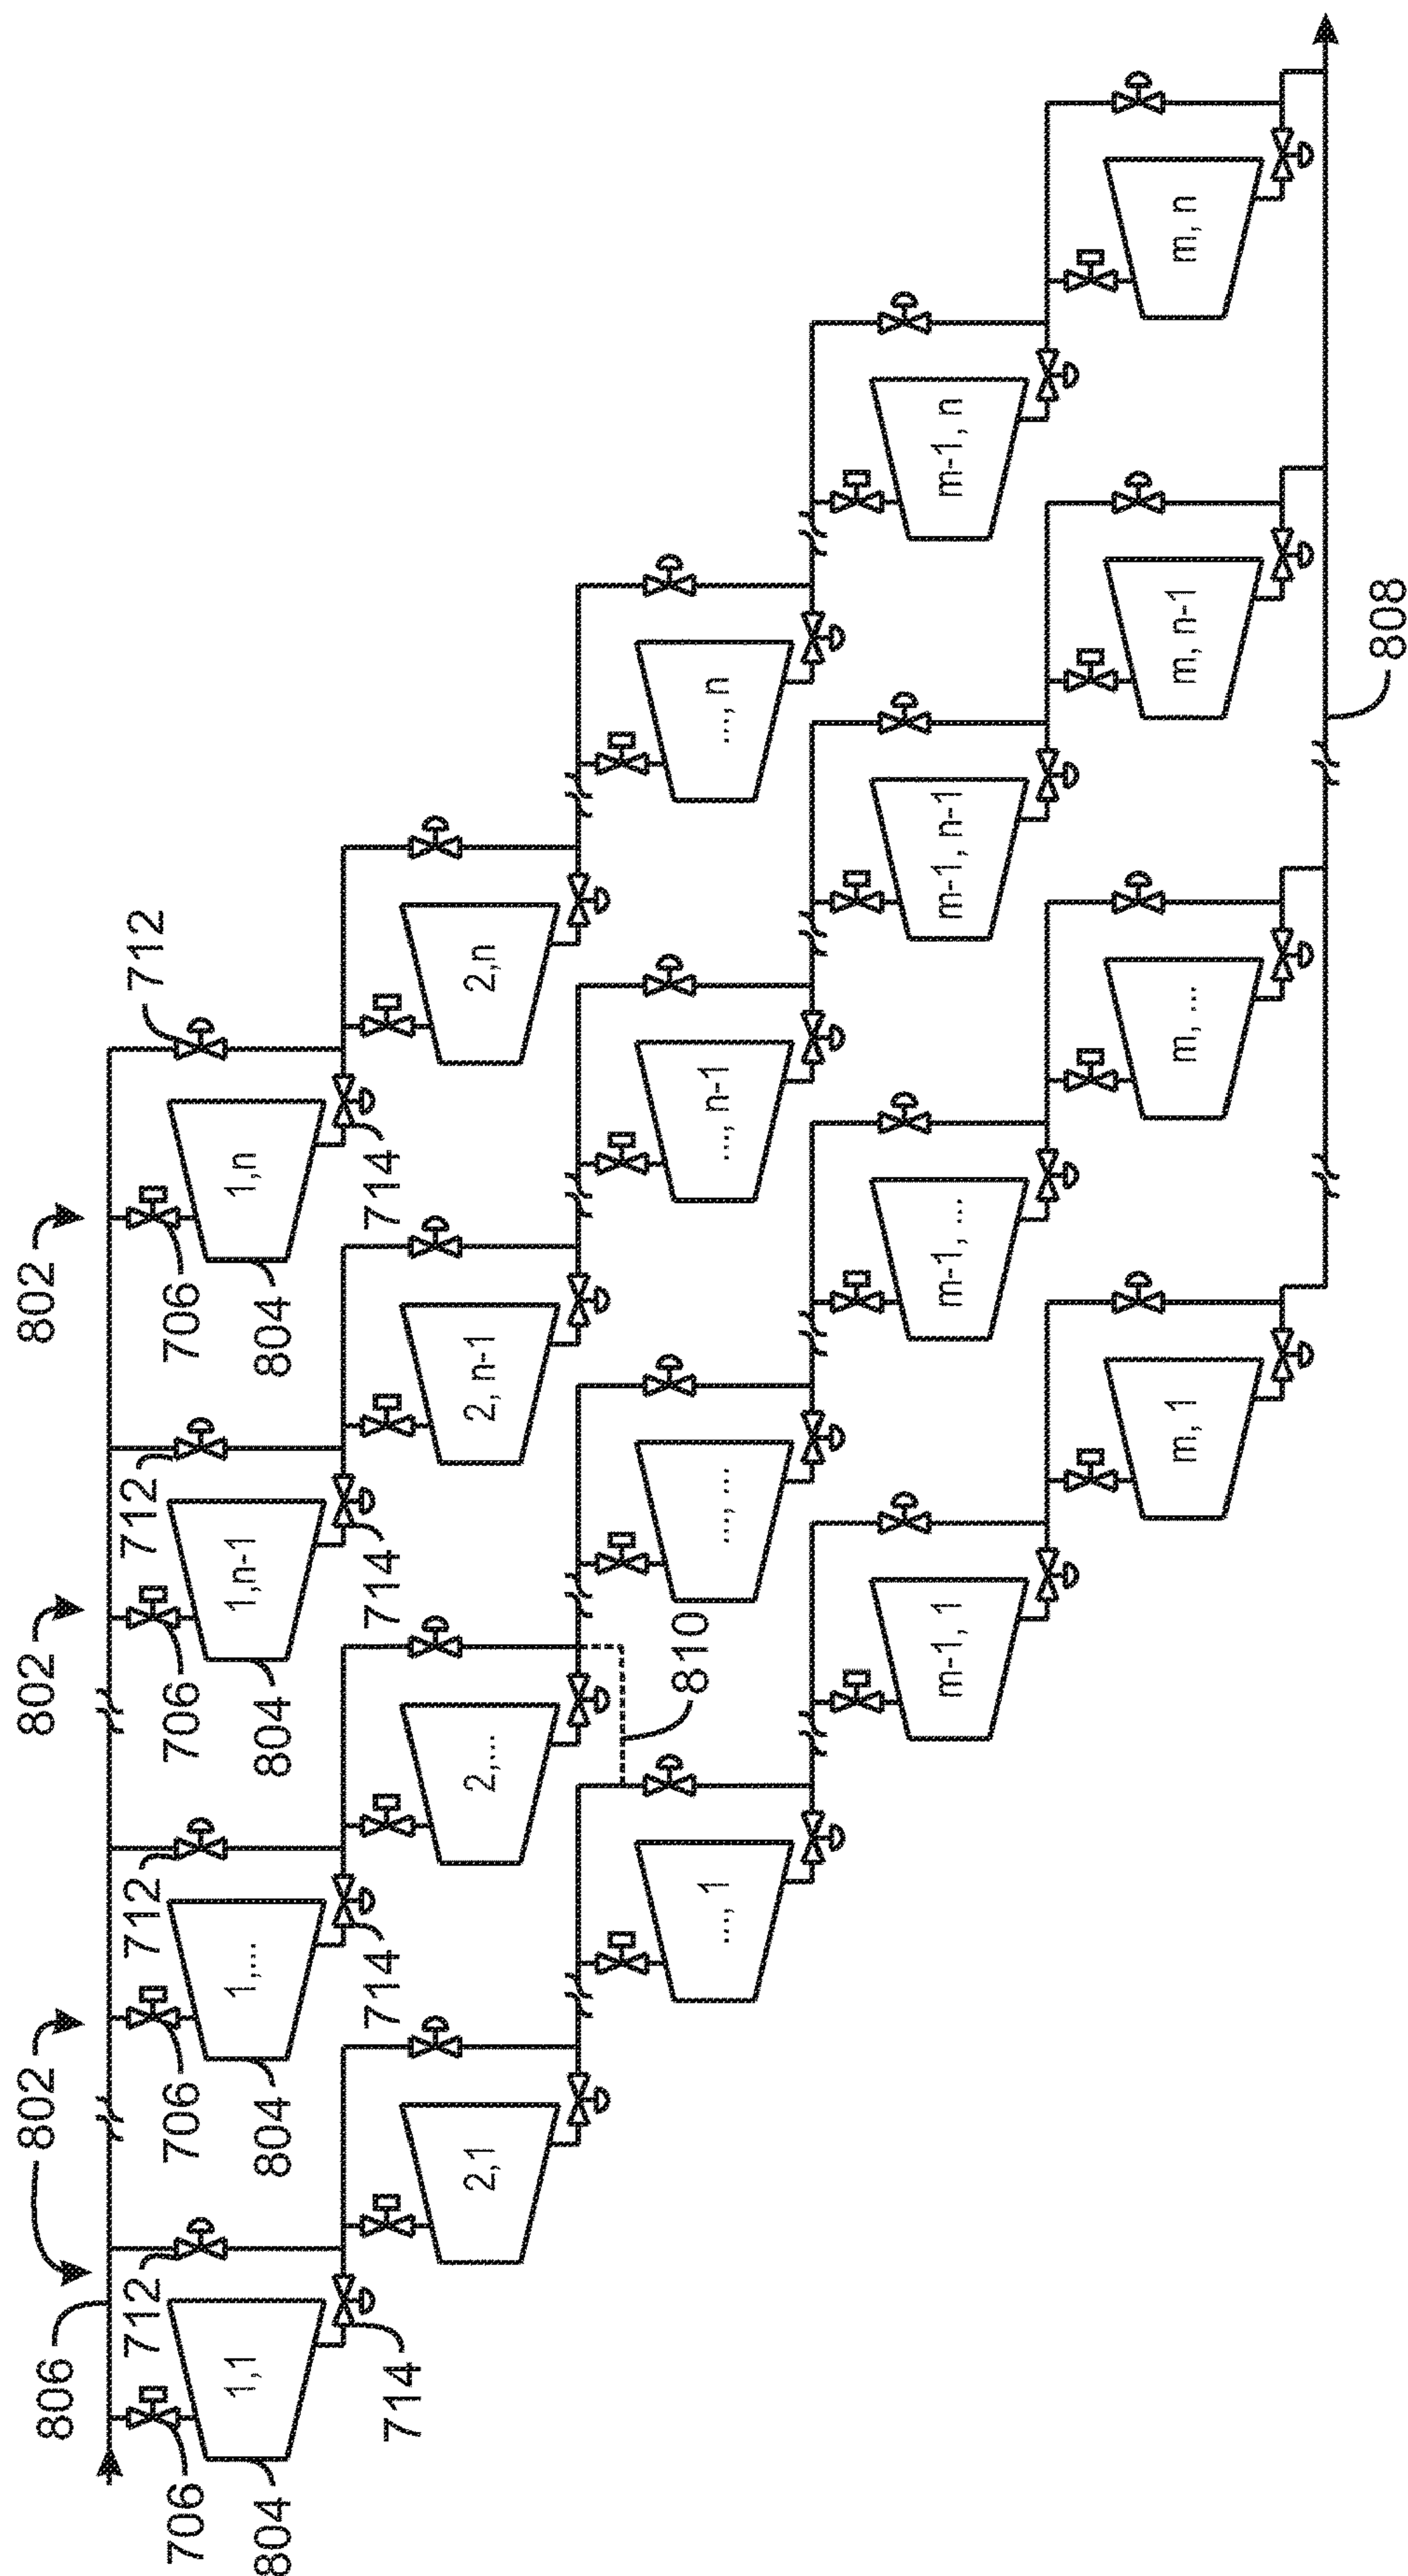 802
802
802
712
806
712
712
712
706
706
706
706
1,1
1,...
1,n-1
1,n
804
804
804
804
714
714
714
714
2,1
2,...
2, n-1
2,n
810
..., 1
..., ...
..., n-1
..., n
m-1, 1
m-1, ...
m-1, n-1
m-1, n
m, 1
m, ...
m, n-1
m, n
808